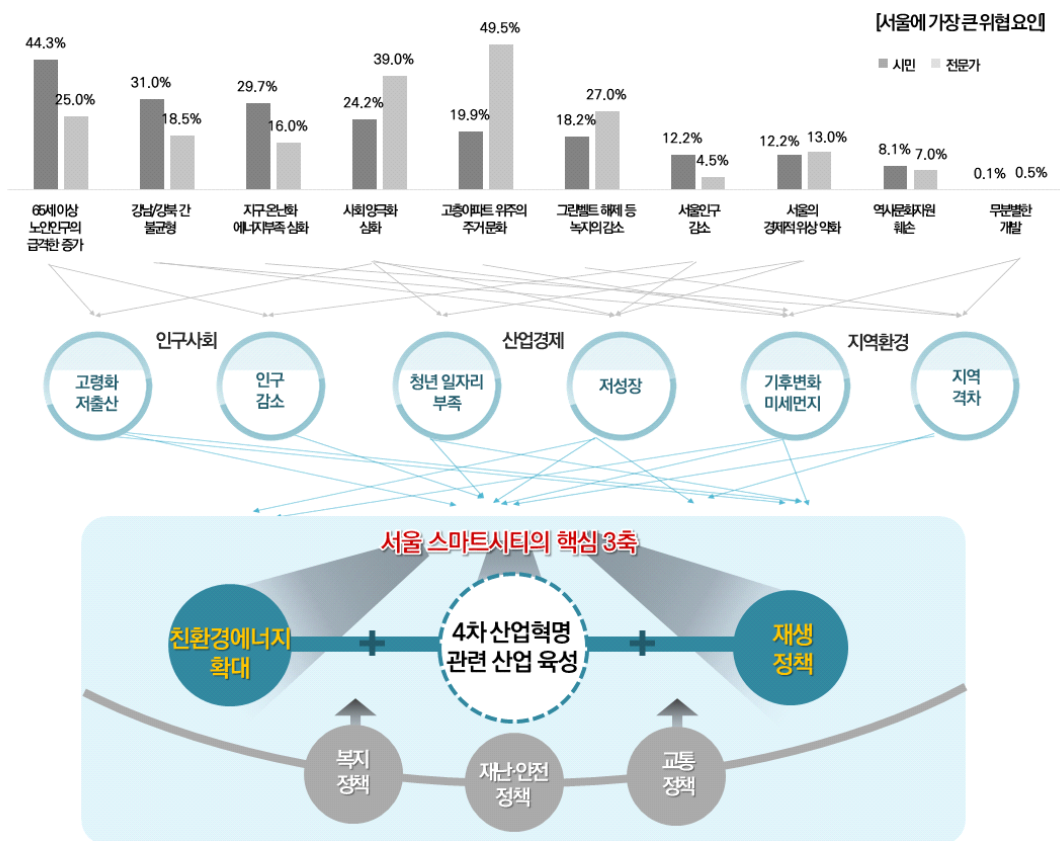 [서울에 가장 큰 위협 요인]
시민 전문가
44.3% 25.0%
31.0% 18.5%
29.7% 16.0%
24.2% 39.0%
19.9% 49.5%
18.2% 27.0%
12.2% 4.5%
12.2% 13.0%
8.1% 7.0%
0.1% 0.5%
65세 이상
노인인구의
급격한 증가
강남/강북 간
불균형
지구 온난화
에너지부족 심화
사회 양극화
심화
고층아파트 위주의
주거 문화
그린벨트 해제 등
녹지의 감소
서울인구
감소
서울의
경제적 위상 약화
역사문화자원
훼손
무분별한
개발
인구사회
산업경제
지역환경
고령화
저출산
인구
감소
청년 일자리
부족
저성장
기후변화
미세먼지
지역
격차
서울 스마트시티의 핵심 3축
친환경에너지
확대
+
4차 산업혁명
관련 산업 육성
+
재생
정책
복지
정책
재난·안전
정책
교통
정책